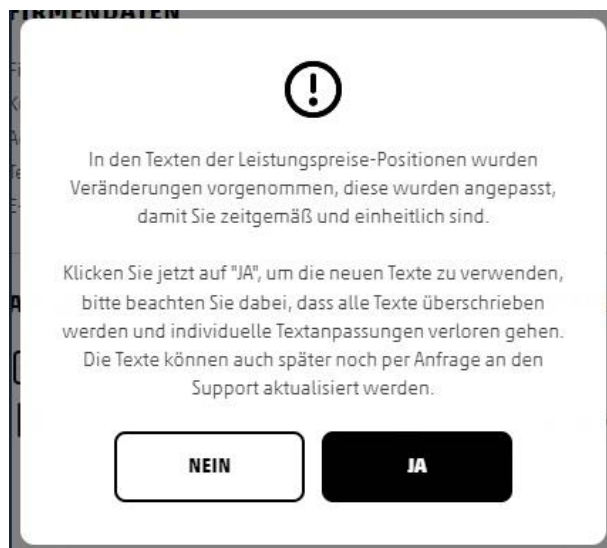 FIRMENDATEN
In den Texten der Leistungspreise-Positionen wurden
Veränderungen vorgenommen, diese wurden angepasst,
damit Sie zeitgemäß und einheitlich sind.
Klicken Sie jetzt auf "JA", um die neuen Texte zu verwenden,
bitte beachten Sie dabei, dass alle Texte überschrieben
werden und individuelle Textanpassungen verloren gehen.
Die Texte können auch später noch per Anfrage an den
Support aktualisiert werden.
NEIN
JA